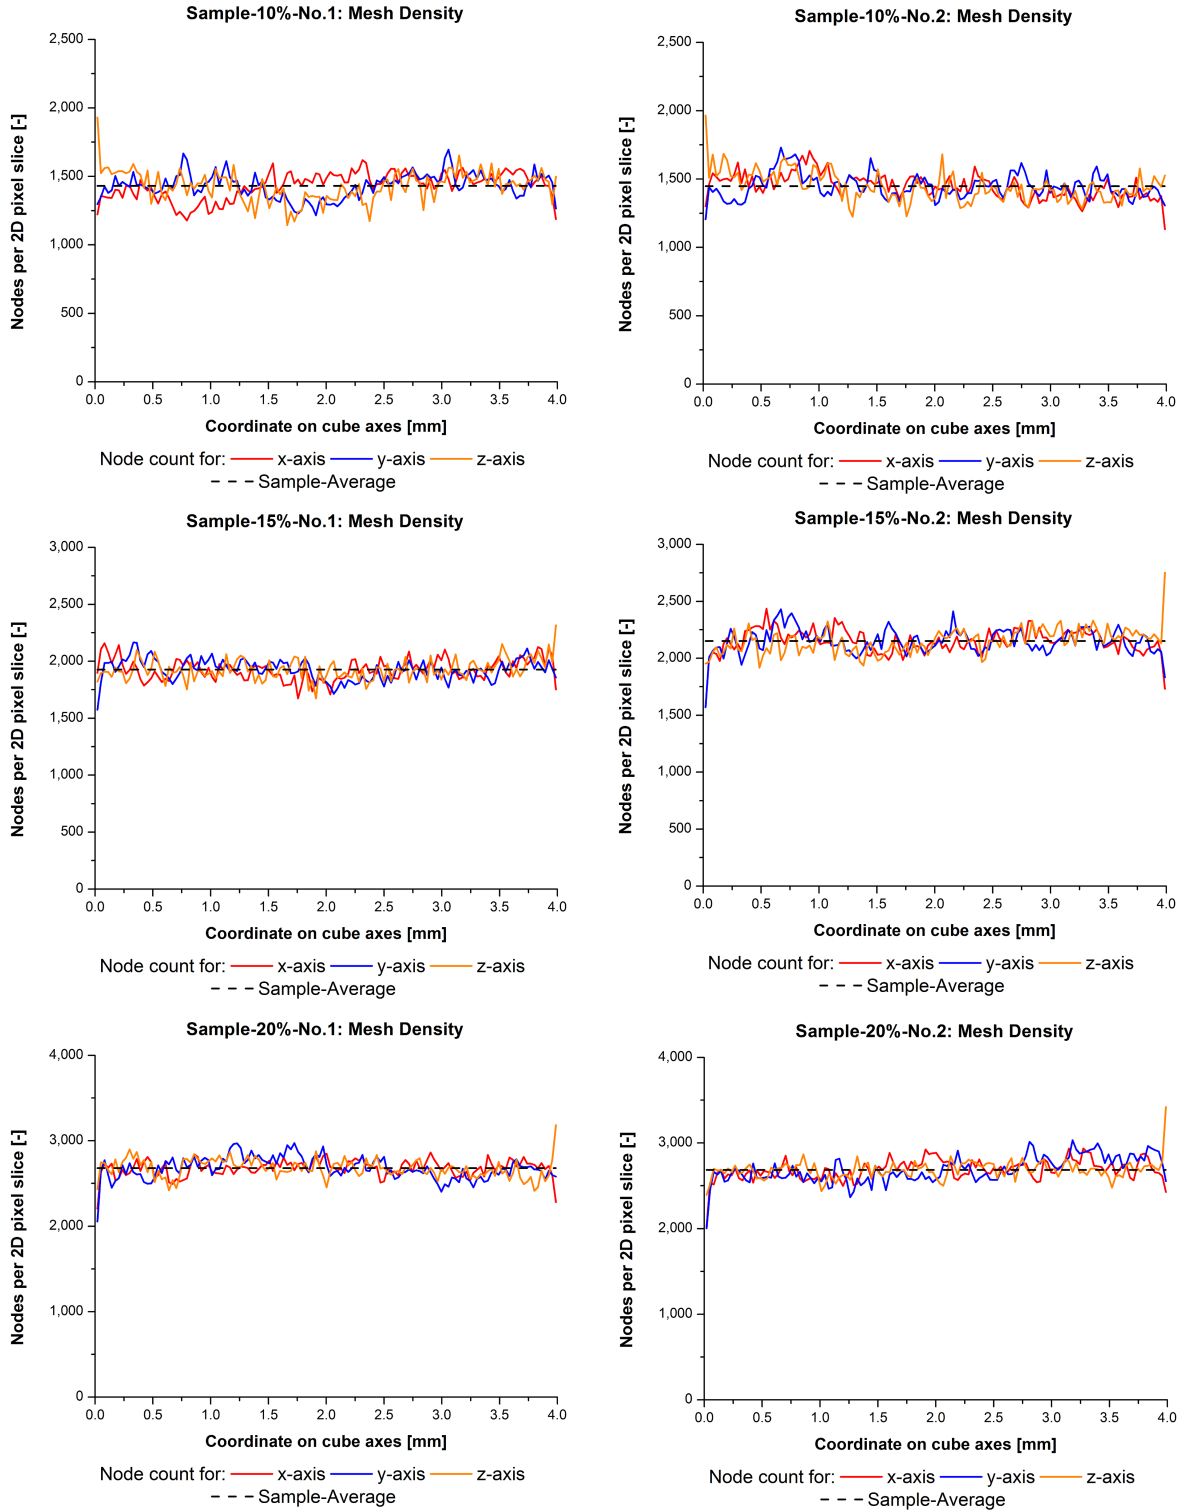 Sample-10%-No.1: Mesh Density
2,500
2,000
1,500
1,000
500
0
Nodes per 2D pixel slice [-]
0.0 0.5 1.0 1.5 2.0 2.5 3.0 3.5 4.0
Coordinate on cube axes [mm]
Node count for: x-axis y-axis z-axis
Sample-Average
Sample-10%-No.2: Mesh Density
2,500
2,000
1,500
1,000
500
0
Nodes per 2D pixel slice [-]
0.0 0.5 1.0 1.5 2.0 2.5 3.0 3.5 4.0
Coordinate on cube axes [mm]
Node count for: x-axis y-axis z-axis
Sample-Average
Sample-15%-No.1: Mesh Density
3,000
2,500
2,000
1,500
1,000
500
0
Nodes per 2D pixel slice [-]
0.0 0.5 1.0 1.5 2.0 2.5 3.0 3.5 4.0
Coordinate on cube axes [mm]
Node count for: x-axis y-axis z-axis
Sample-Average
Sample-15%-No.2: Mesh Density
3,000
2,500
2,000
1,500
1,000
500
0
Nodes per 2D pixel slice [-]
0.0 0.5 1.0 1.5 2.0 2.5 3.0 3.5 4.0
Coordinate on cube axes [mm]
Node count for: x-axis y-axis z-axis
Sample-Average
Sample-20%-No.1: Mesh Density
4,000
3,000
2,000
1,000
0
Nodes per 2D pixel slice [-]
0.0 0.5 1.0 1.5 2.0 2.5 3.0 3.5 4.0
Coordinate on cube axes [mm]
Node count for: x-axis y-axis z-axis
Sample-Average
Sample-20%-No.2: Mesh Density
4,000
3,000
2,000
1,000
0
Nodes per 2D pixel slice [-]
0.0 0.5 1.0 1.5 2.0 2.5 3.0 3.5 4.0
Coordinate on cube axes [mm]
Node count for: x-axis y-axis z-axis
Sample-Average